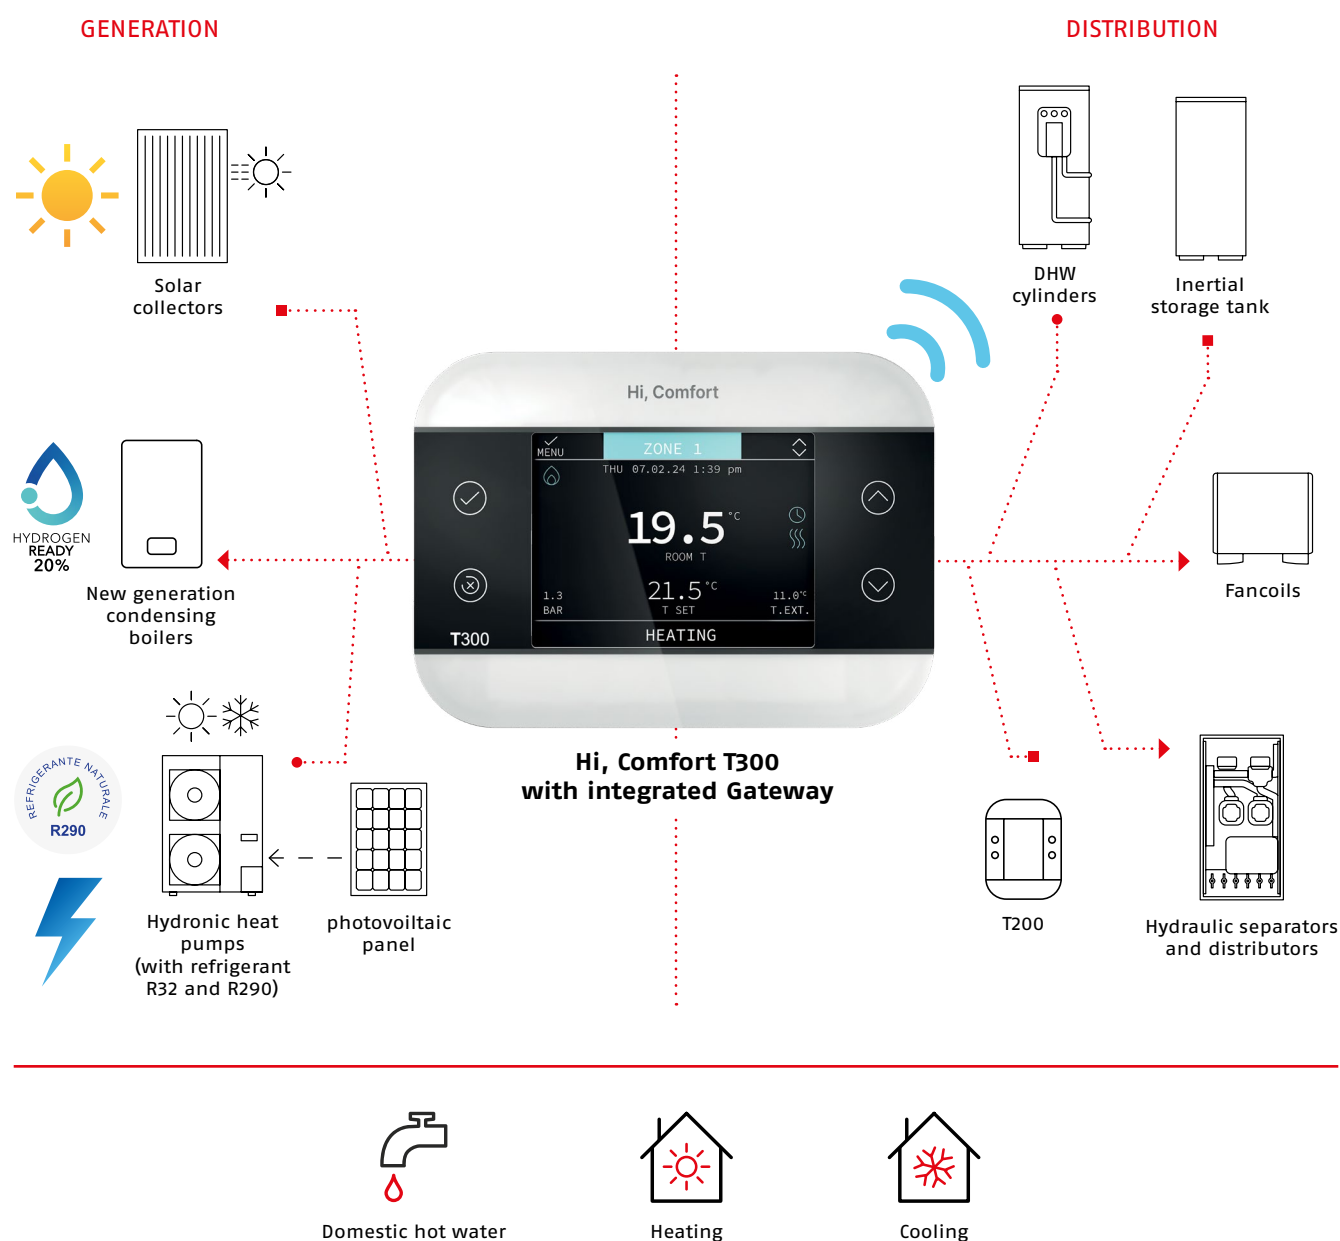 GENERATION
DISTRIBUTION
Solar
collectors
DHW
cylinders
Inertial
storage tank
Hi, Comfort
MENU
ZONE 1
THU 07.02.24 1:39 pm
19.5°C
ROOM T
21.5°C
T SET
1.3
BAR
11.0°C
T.EXT.
HEATING
T300
HYDROGEN
READY
20%
New generation
condensing
boilers
Fancoils
Hi, Comfort T300
with integrated Gateway
REFRIGERANTE NATURALE
R290
Hydronic heat
pumps
(with refrigerant
R32 and R290)
photovoiltaic
panel
T200
Hydraulic separators
and distributors
Domestic hot water
Heating
Cooling